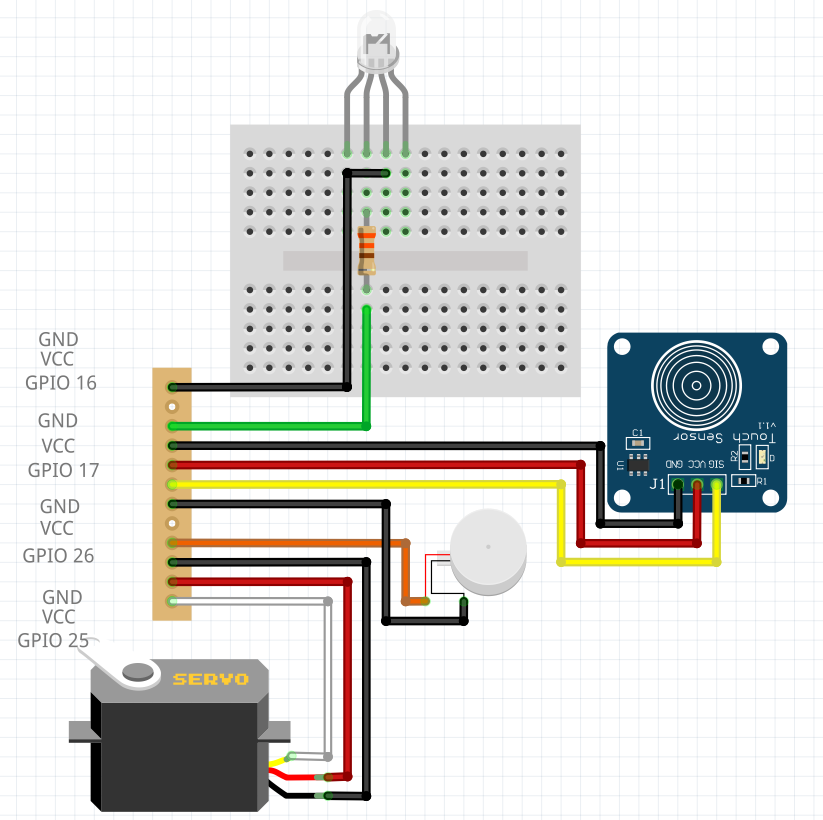 GND
VCC
GPIO 16
GND
VCC
GPIO 17
GND
VCC
GPIO 26
GND
VCC
GPIO 25
SERVO
C1
U1
Sensor
Touch
v1.1
R2
D
R1
J1
GND VCC SIG